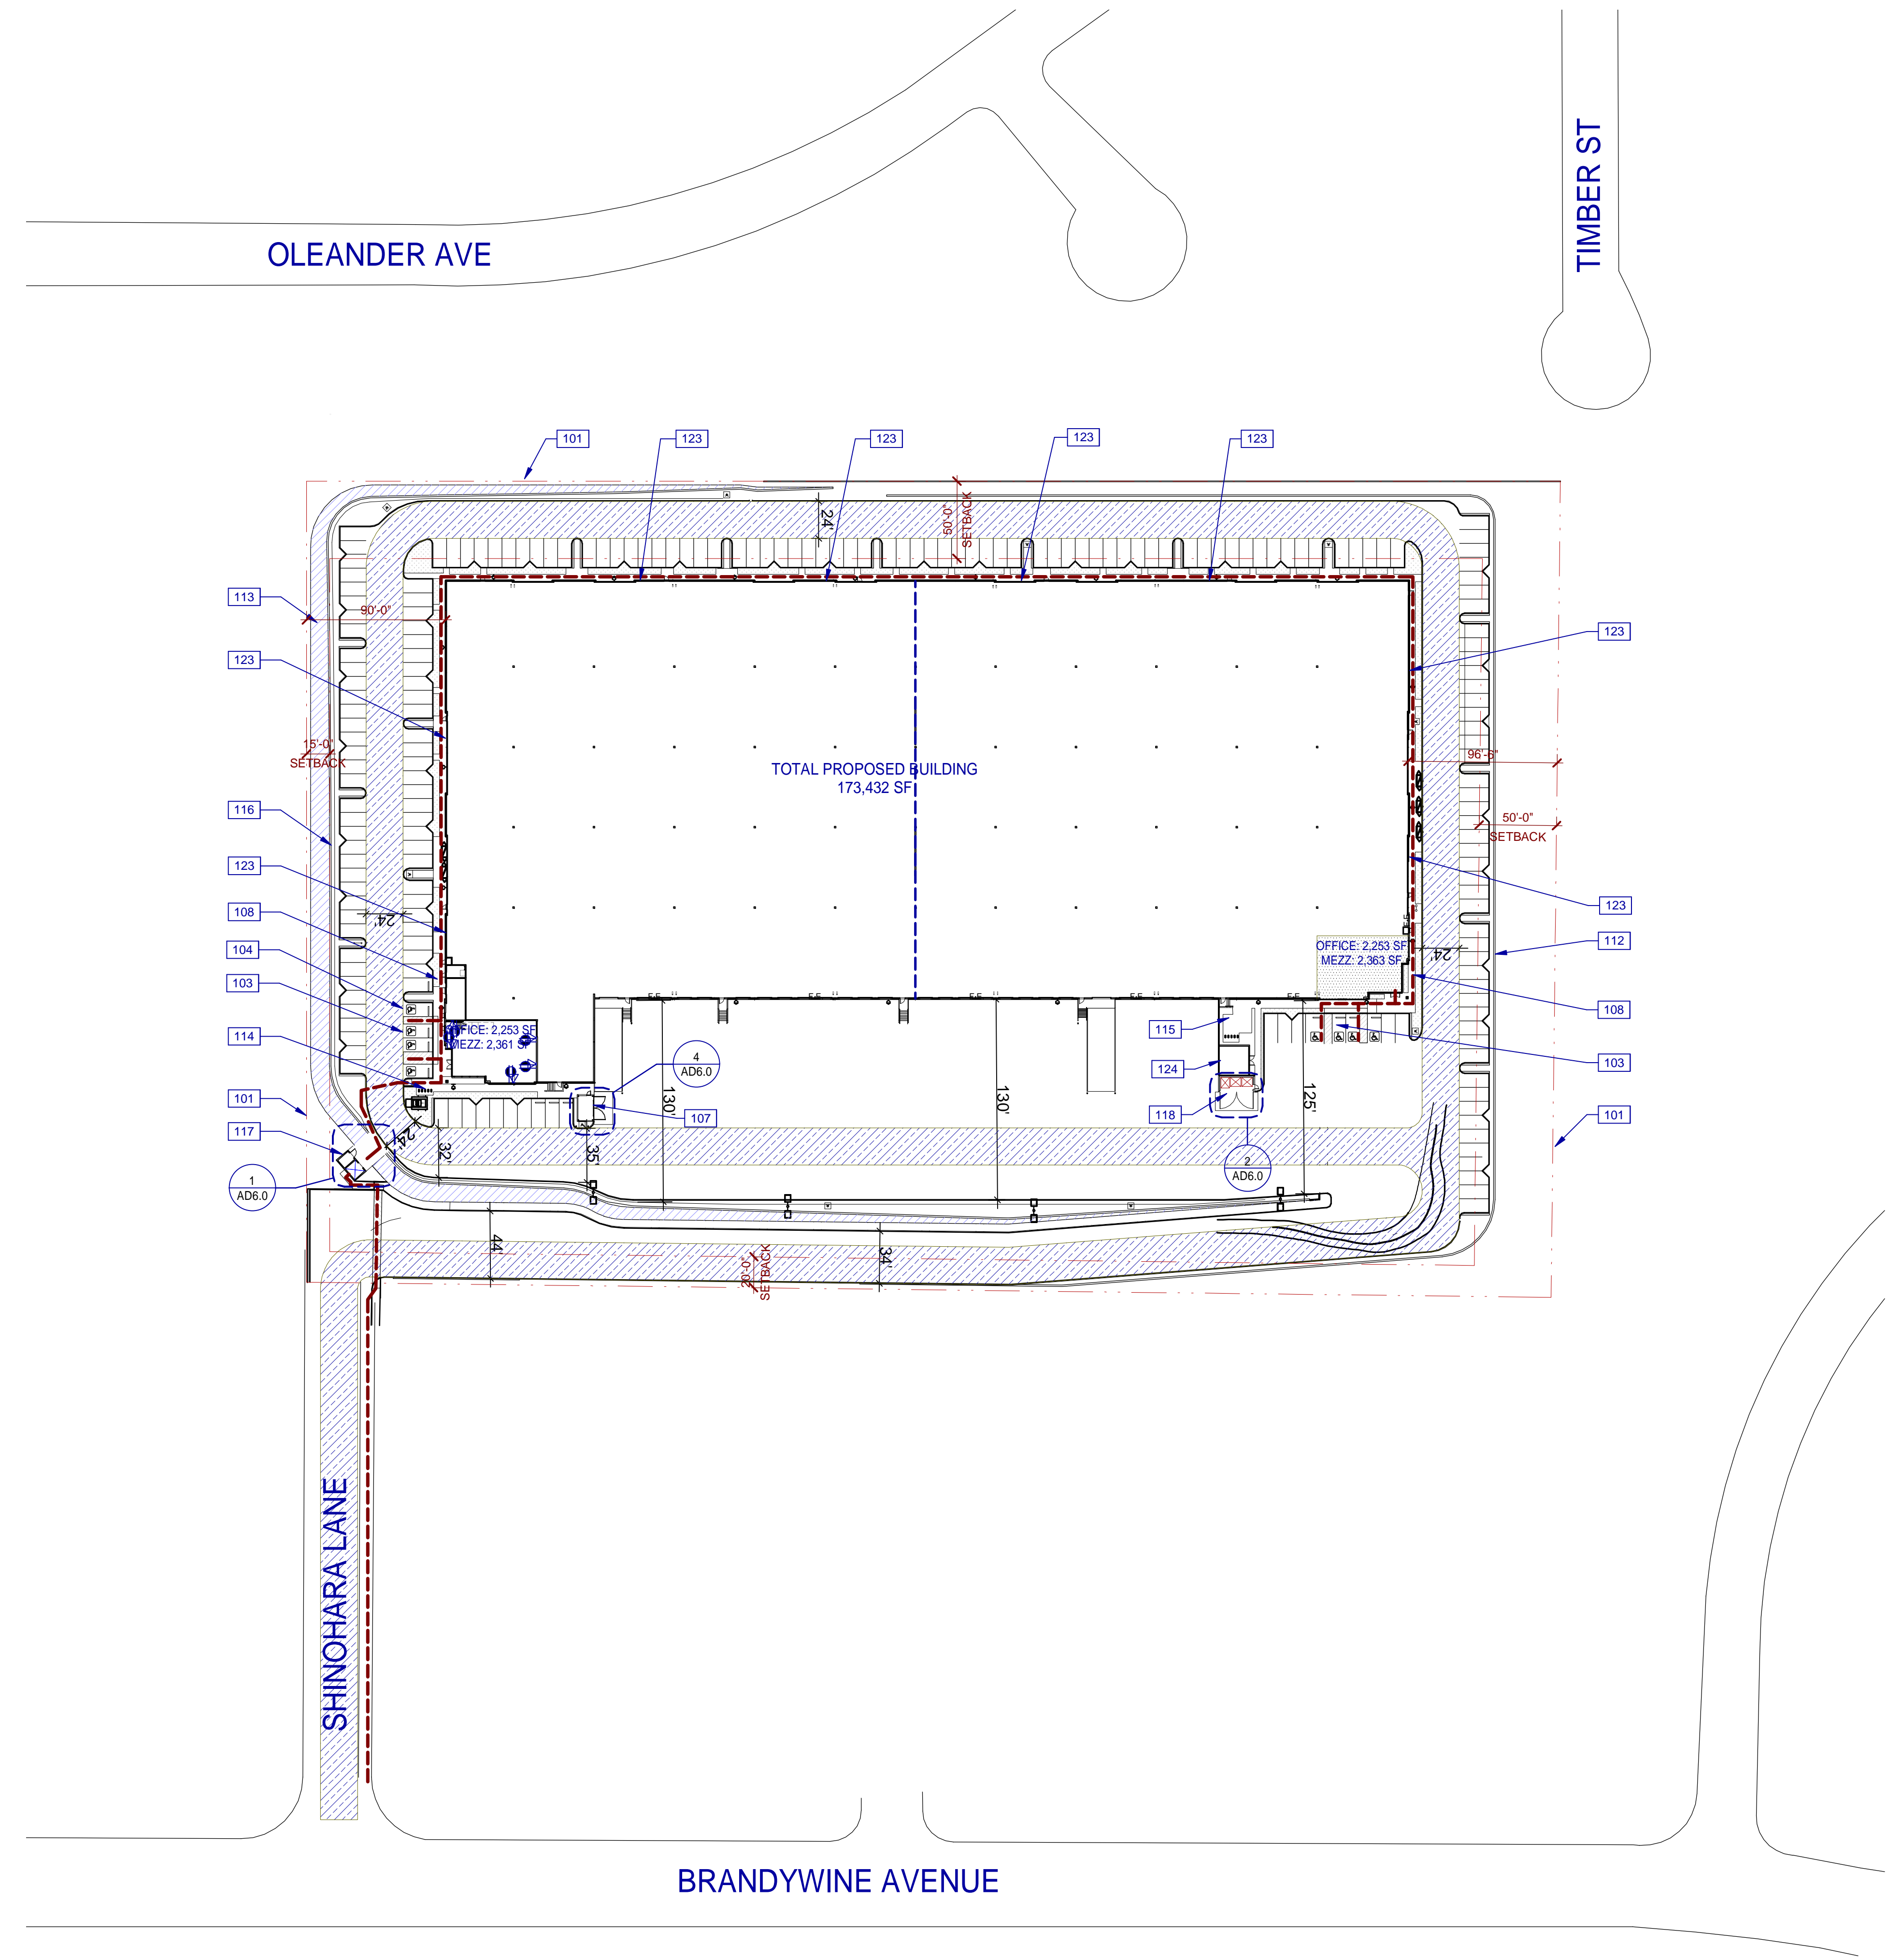 TIMBER ST
OLEANDER AVE
101
123
123
123
123
24'
50'-0"
SETBACK
113
90'-0"
123
123
15'-0"
SETBACK
96'-6"
TOTAL PROPOSED BUILDING
173,432 SF
116
50'-0"
SETBACK
123
123
108
24'
112
104
OFFICE: 2,253 SF
MEZZ: 2,363 SF
24'
103
108
114
OFFICE: 2,253 SF
MEZZ: 2,361 SF
115
4
AD6.0
124
103
101
107
130'
130'
118
125'
101
117
24'
32'
35'
1
AD6.0
2
AD6.0
44'
34'
20'-0"
SETBACK
SHINOHARA LANE
BRANDYWINE AVENUE